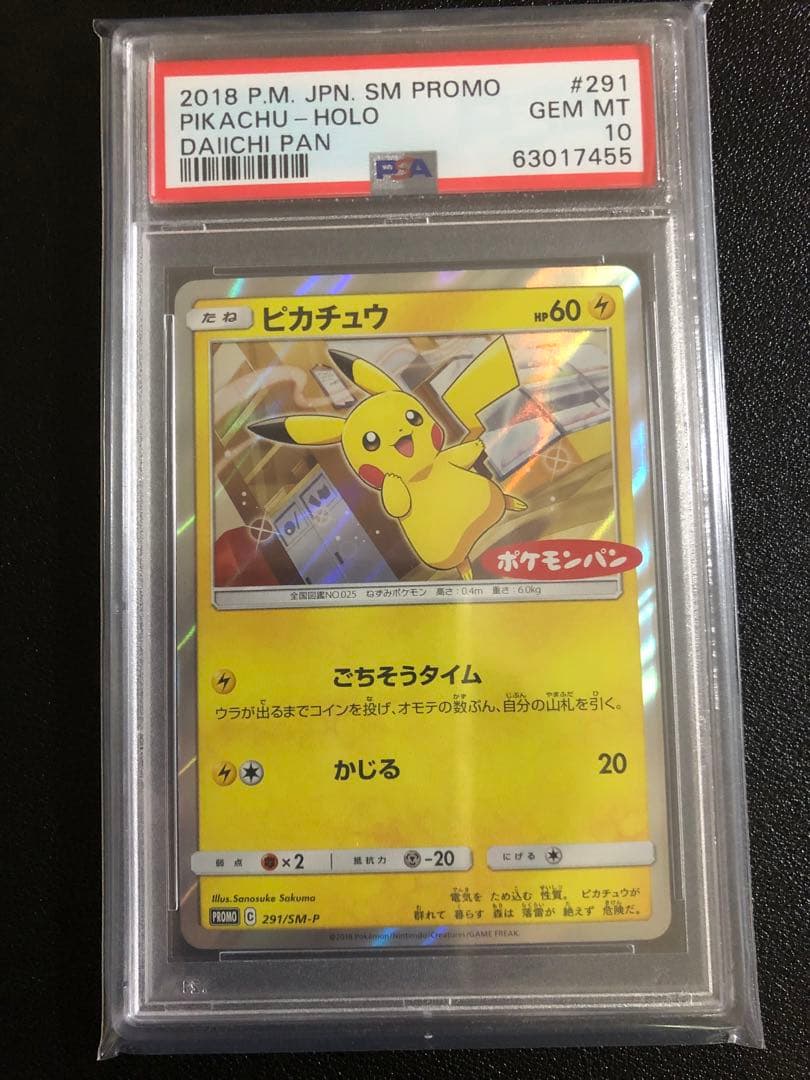 2018 P.M. JPN. SM PROMO #291
PIKACHU-HOLO GEM MT
DAIICHI PAN 10
PSA 63017455
たね ピカチュウ HP60
ポケモンパン
全国図鑑NO.025 ねずみポケモン 高さ:0.4m 重さ:6.0kg
ごちそうタイム
ウラが出るまでコインを投げ、オモテの数ぶん、自分の山札を引く。
かじる 20
弱点 ×2 抵抗力 -20 にげる
Illus.Sanosuke Sakuma
電気を ため込む 性質。 ピカチュウが
群れて 暮らす 森は 落雷が 絶えず 危険だ。
PROMO C 291/SM-P
©2018 Pokémon/Nintendo/Creatures/GAME FREAK.